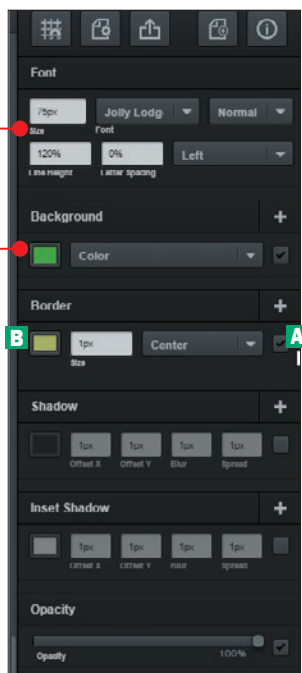 Font
75px Jolly Lodg Normal
Size Font
120% 0% Left
Line Height Letter Spacing
Background
Color
Border
B 1px Center A
Size
Shadow
1px 1px 1px 1px
Offset X Offset Y Blur Spread
Inset Shadow
1px 1px 1px 1px
Offset X Offset Y Blur Spread
Opacity
Opacity 100%